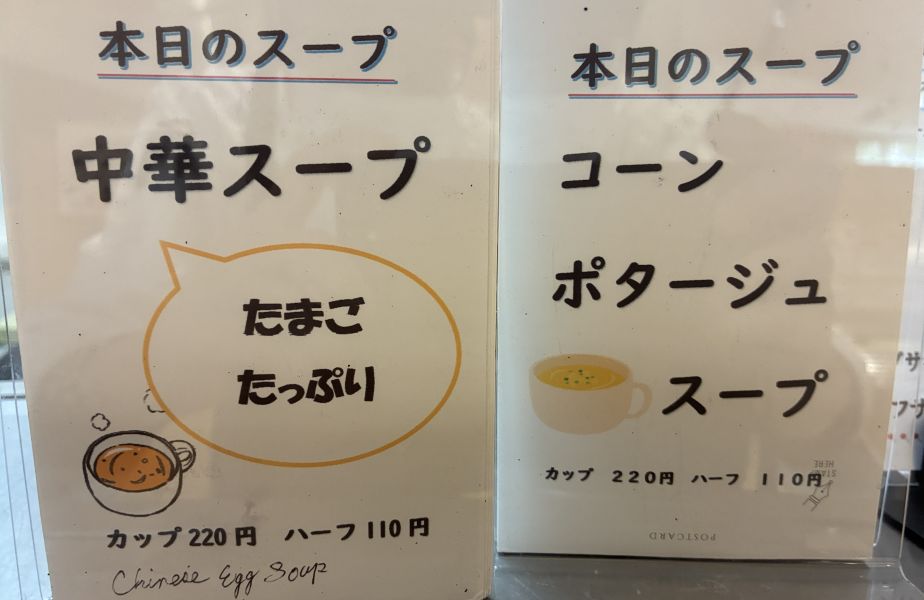 本日のスープ
中華スープ
たまご
たっぷり
カップ220円 ハーフ110円
Chinese Egg Soup
本日のスープ
コーン
ポタージュ
スープ
カップ 220円 ハーフ 110円
START
HERE
POSTCARD